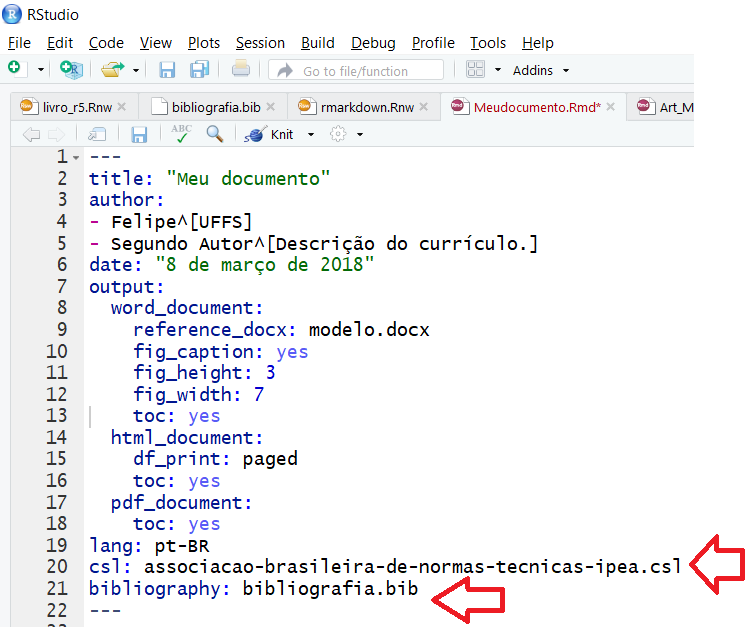 RStudio
File Edit Code View Plots Session Build Debug Profile Tools Help
Go to file/function Addins
livro_r5.Rnw bibliografia.bib rmarkdown.Rnw Meudocumento.Rmd* Art_M
ABC Knit
1 ---
2 title: "Meu documento"
3 author:
4 - Felipe^[UFFS]
5 - Segundo Autor^[Descrição do currículo.]
6 date: "8 de março de 2018"
7 output:
8 word_document:
9 reference_docx: modelo.docx
10 fig_caption: yes
11 fig_height: 3
12 fig_width: 7
13 toc: yes
14 html_document:
15 df_print: paged
16 toc: yes
17 pdf_document:
18 toc: yes
19 lang: pt-BR
20 csl: associacao-brasileira-de-normas-tecnicas-ipea.csl
21 bibliography: bibliografia.bib
22 ---